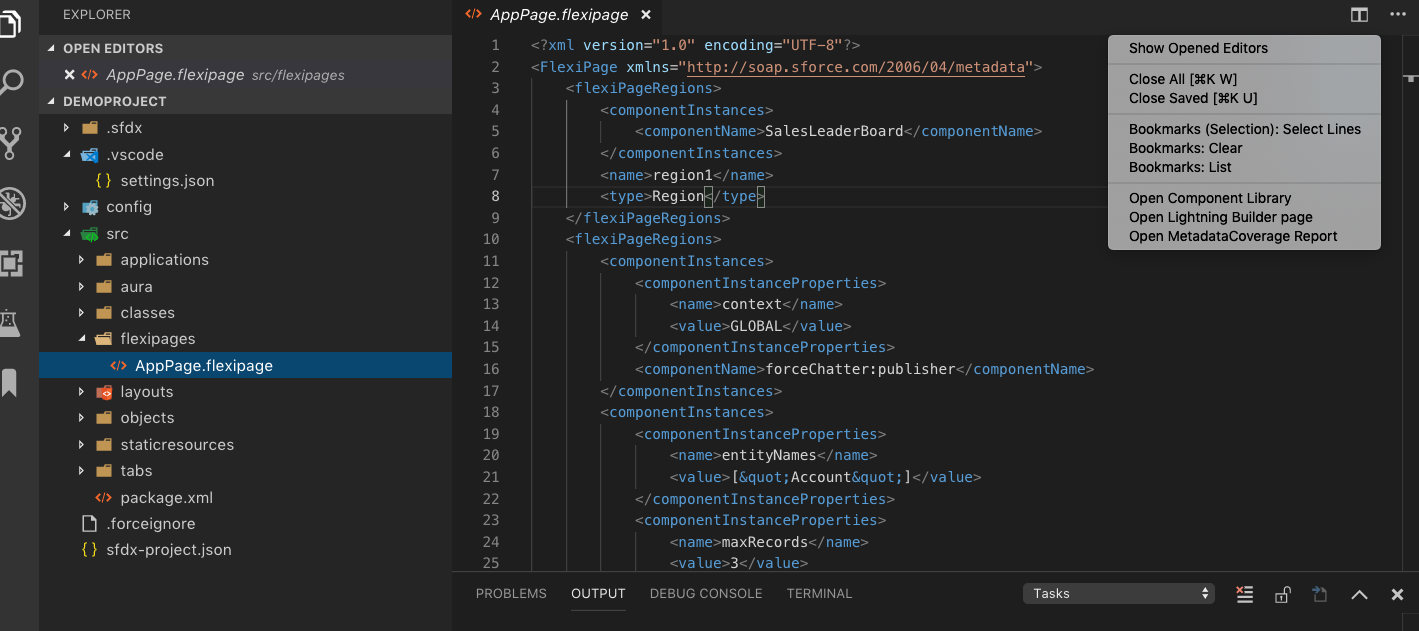 EXPLORER
OPEN EDITORS
AppPage.flexipage src/flexipages
DEMOPROJECT
.sfdx
.vscode
{ } settings.json
config
src
applications
aura
classes
flexipages
</> AppPage.flexipage
layouts
objects
staticresources
tabs
</> package.xml
.forceignore
{ } sfdx-project.json
</> AppPage.flexipage
1 <?xml version="1.0" encoding="UTF-8"?>
2 <FlexiPage xmlns="http://soap.sforce.com/2006/04/metadata">
3 <flexiPageRegions>
4 <componentInstances>
5 <componentName>SalesLeaderBoard</componentName>
6 </componentInstances>
7 <name>region1</name>
8 <type>Region</type>
9 </flexiPageRegions>
10 <flexiPageRegions>
11 <componentInstances>
12 <componentInstanceProperties>
13 <name>context</name>
14 <value>GLOBAL</value>
15 </componentInstanceProperties>
16 <componentName>forceChatter:publisher</componentName>
17 </componentInstances>
18 <componentInstances>
19 <componentInstanceProperties>
20 <name>entityNames</name>
21 <value>[&quot;Account&quot;]</value>
22 </componentInstanceProperties>
23 <componentInstanceProperties>
24 <name>maxRecords</name>
25 <value>3</value>
Show Opened Editors
Close All [⌘K W]
Close Saved [⌘K U]
Bookmarks (Selection): Select Lines
Bookmarks: Clear
Bookmarks: List
Open Component Library
Open Lightning Builder page
Open MetadataCoverage Report
PROBLEMS OUTPUT DEBUG CONSOLE TERMINAL
Tasks